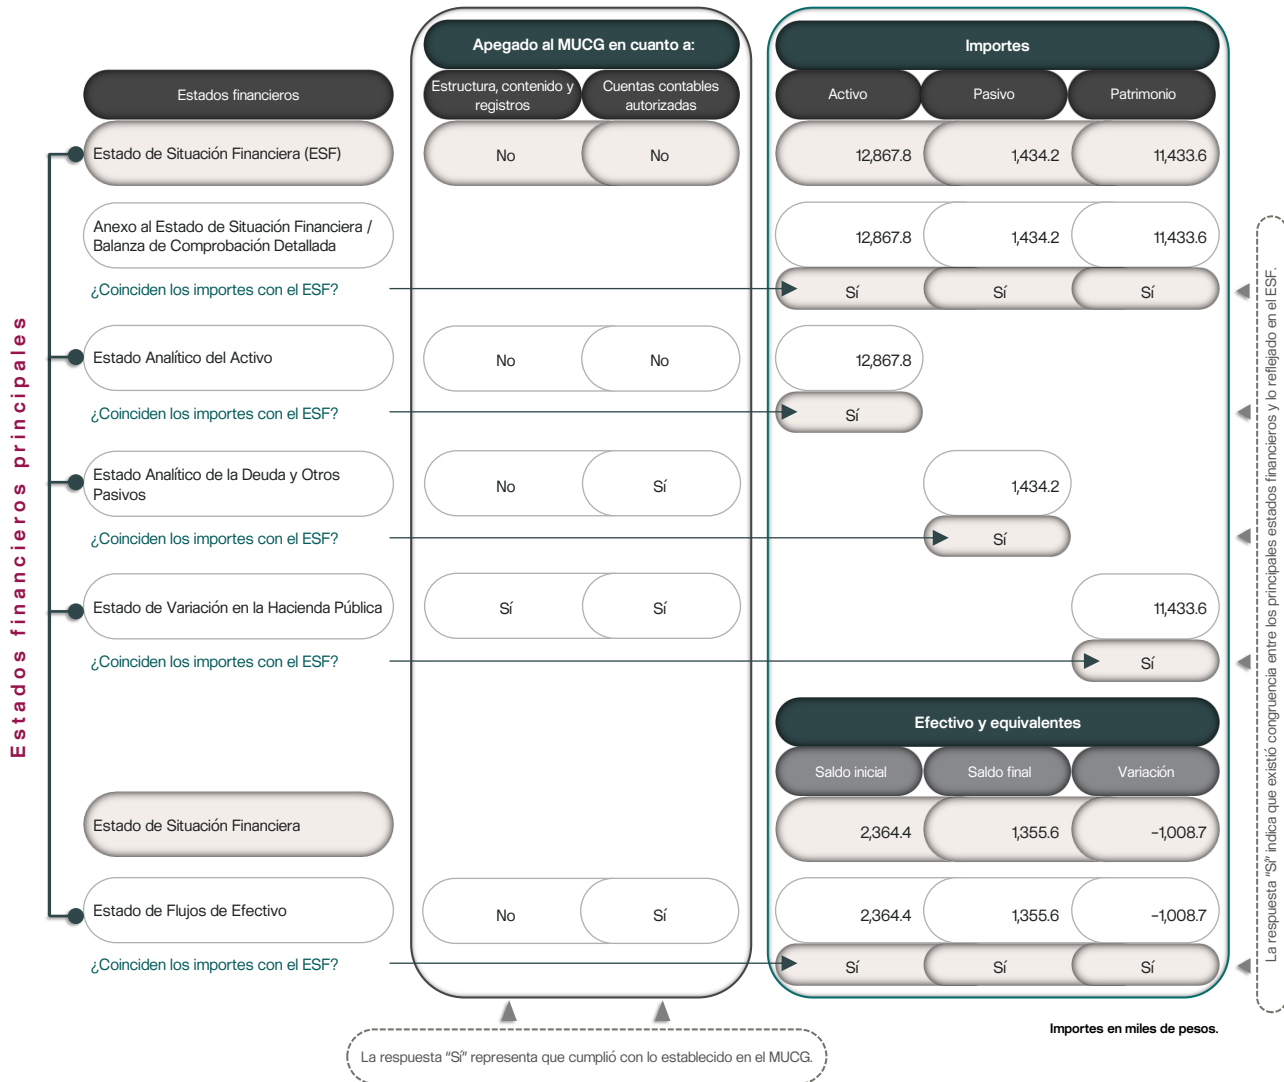 Apegado al MUCG en cuanto a:
Importes
Estados financieros
Estructura, contenido y
registros
Cuentas contables
autorizadas
Activo
Pasivo
Patrimonio
Estados financieros principales
Estado de Situación Financiera (ESF)
No
No
12,867.8
1,434.2
11,433.6
Anexo al Estado de Situación Financiera /
Balanza de Comprobación Detallada
12,867.8
1,434.2
11,433.6
¿Coinciden los importes con el ESF?
Sí
Sí
Sí
Estado Analítico del Activo
No
No
12,867.8
¿Coinciden los importes con el ESF?
Sí
Estado Analítico de la Deuda y Otros
Pasivos
No
Sí
1,434.2
¿Coinciden los importes con el ESF?
Sí
Estado de Variación en la Hacienda Pública
Sí
Sí
11,433.6
¿Coinciden los importes con el ESF?
Sí
Efectivo y equivalentes
Saldo inicial
Saldo final
Variación
Estado de Situación Financiera
2,364.4
1,355.6
-1,008.7
Estado de Flujos de Efectivo
No
Sí
2,364.4
1,355.6
-1,008.7
¿Coinciden los importes con el ESF?
Sí
Sí
Sí
La respuesta "Sí" indica que existió congruencia entre los principales estados financieros y lo reflejado en el ESF.
Importes en miles de pesos.
La respuesta "Sí" representa que cumplió con lo establecido en el MUCG.